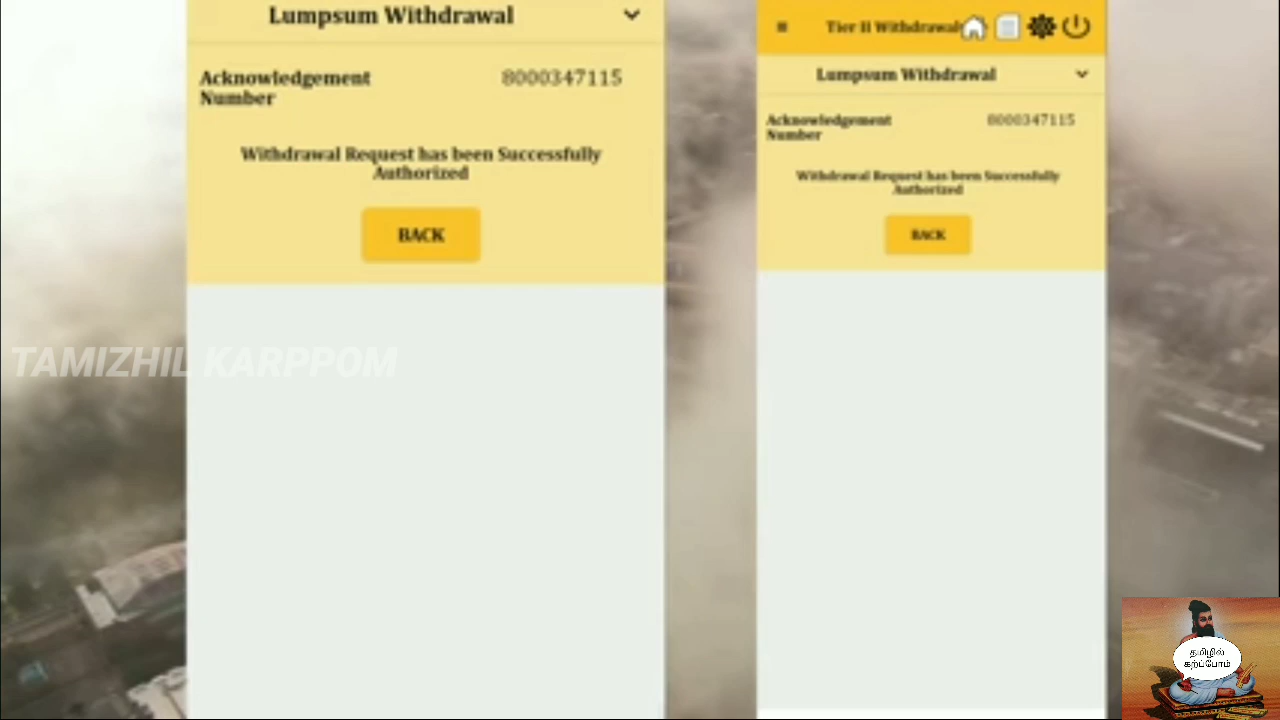 Lumpsum Withdrawal
Acknowledgement 8000347115
Number
Withdrawal Request has been Successfully
Authorized
BACK
Tier II Withdrawal
Lumpsum Withdrawal
Acknowledgement 8000347115
Number
Withdrawal Request has been Successfully
Authorized
BACK
TAMIZHIL KARPPOM
தமிழில்
கற்போம்